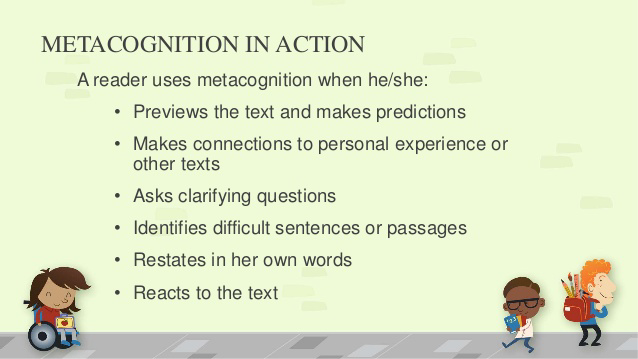 METACOGNITION IN ACTION
A reader uses metacognition when he/she:
• Previews the text and makes predictions
• Makes connections to personal experience or
other texts
• Asks clarifying questions
• Identifies difficult sentences or passages
• Restates in her own words
• Reacts to the text